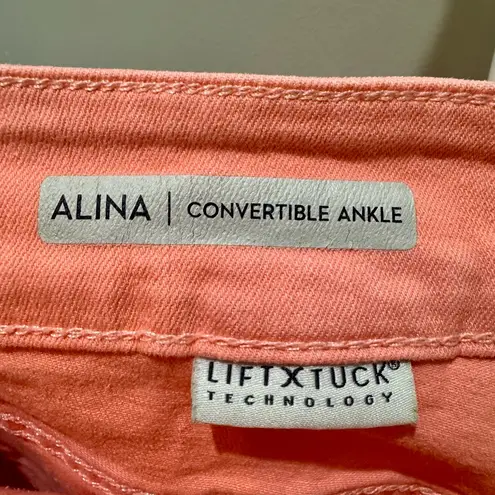 ALINA | CONVERTIBLE ANKLE
LIFTXTUCK®
TECHNOLOGY